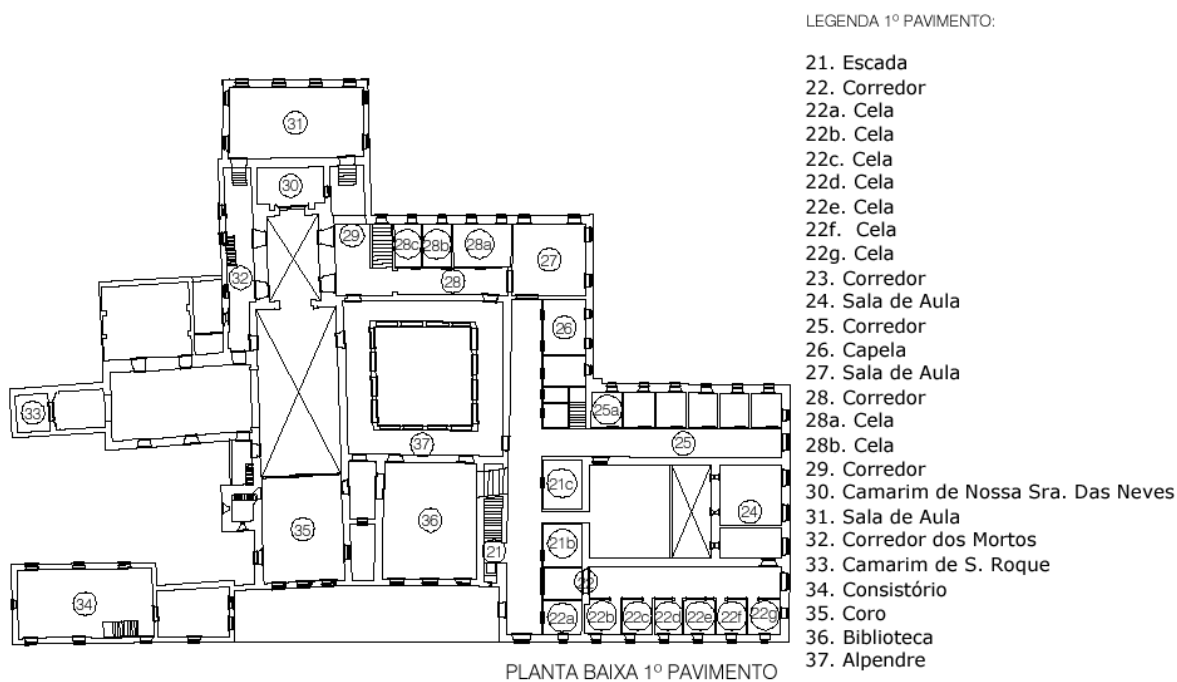 LEGENDA 1º PAVIMENTO:
21. Escada
22. Corredor
22a. Cela
22b. Cela
22c. Cela
22d. Cela
22e. Cela
22f. Cela
22g. Cela
23. Corredor
24. Sala de Aula
25. Corredor
26. Capela
27. Sala de Aula
28. Corredor
28a. Cela
28b. Cela
29. Corredor
30. Camarim de Nossa Sra. Das Neves
31. Sala de Aula
32. Corredor dos Mortos
33. Camarim de S. Roque
34. Consistório
35. Coro
36. Biblioteca
37. Alpendre
31
30
29
28c
28b
28a
27
32
28
26
33
25a
37
25
21c
24
36
35
21
21b
22
34
22a
22b
22c
22d
22e
22f
22g
PLANTA BAIXA 1º PAVIMENTO